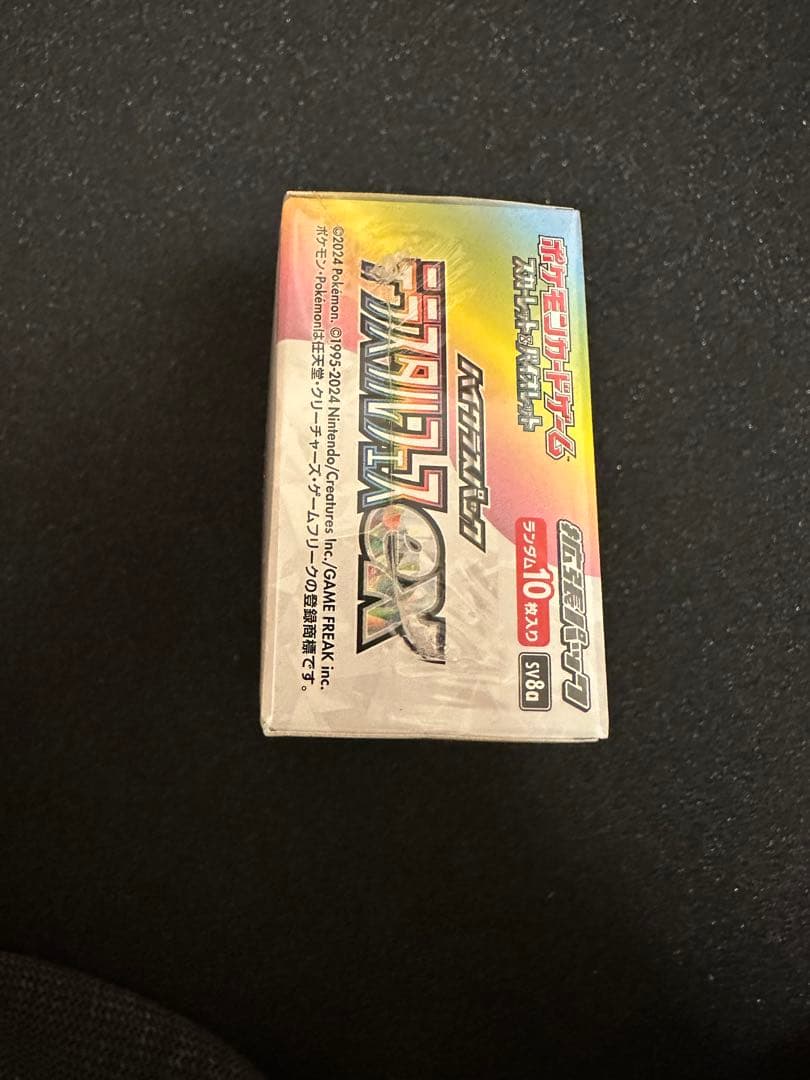 ポケモンカードゲーム
スカーレット&バイオレット
拡張パック
ランダム10枚入り
SV8a
ハイクラスパック
テラスタルフェスex
©2024 Pokémon. ©1995-2024 Nintendo/Creatures Inc./GAME FREAK inc.
ポケモン・Pokémonは任天堂・クリーチャーズ・ゲームフリークの登録商標です。